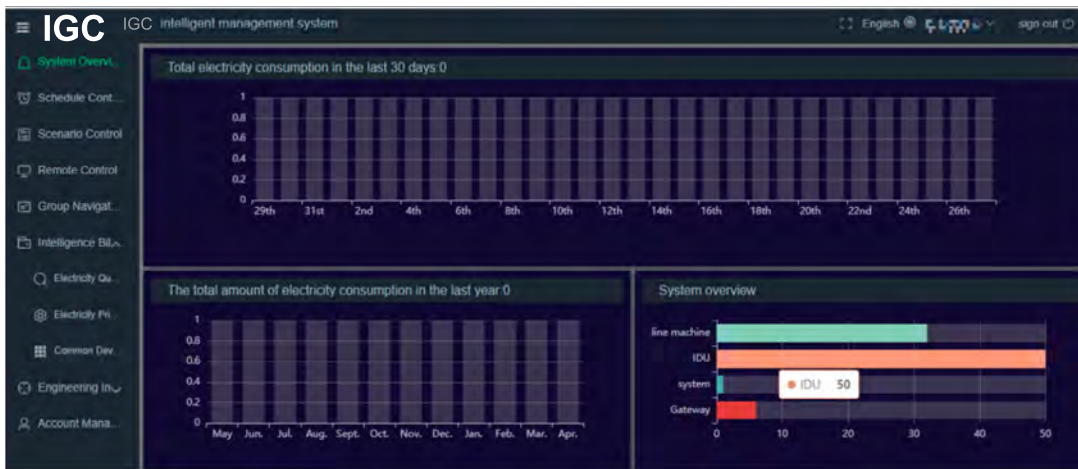 IGC IGC intelligent management system English sign out
System Overvi...
Schedule Cont...
Scenario Control
Remote Control
Group Navigat...
Intelligence Bil...
Electricity Qu...
Electricity Pri...
Common Dev...
Engineering In...
Account Mana...
Total electricity consumption in the last 30 days:0
1
0.8
0.6
0.4
0.2
0
29th 31st 2nd 4th 6th 8th 10th 12th 14th 16th 18th 20th 22nd 24th 26th
The total amount of electricity consumption in the last year:0
1
0.8
0.6
0.4
0.2
0
May Jun. Jul. Aug. Sept. Oct. Nov. Dec. Jan. Feb. Mar. Apr.
System overview
line machine
IDU
system
Gateway
IDU 50
0 10 20 30 40 50